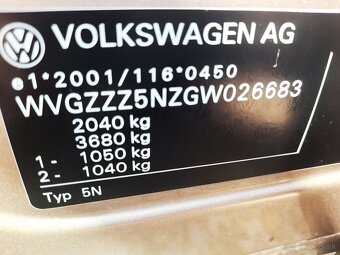 VOLKSWAGEN AG
e1*2001/116*0450
WVGZZZ5NZGW026683
2040 kg
3680 kg
1- 1050 kg
2- 1040 kg
Typ 5N